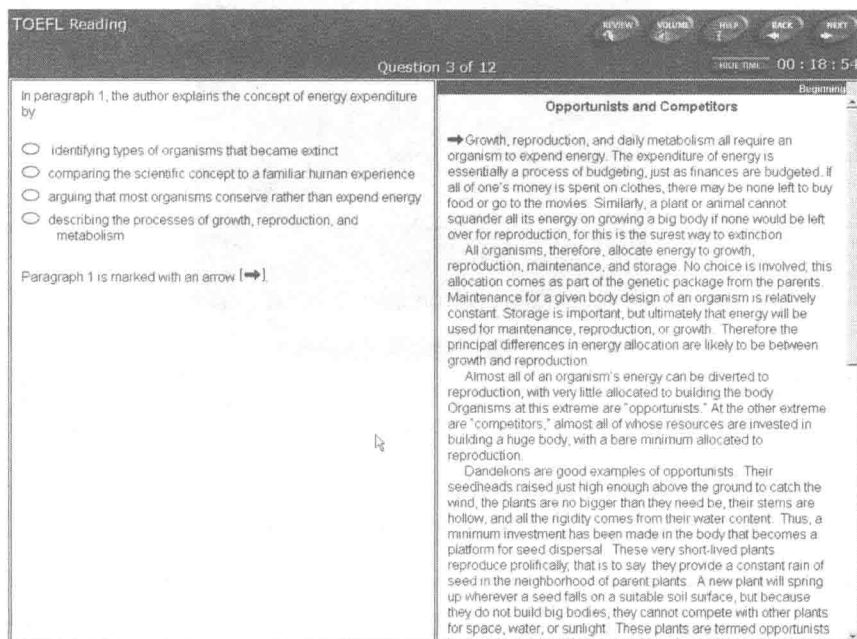 TOEFL Reading
REVIEW VOLUME HELP BACK NEXT
Question 3 of 12
HIDE TIME 00 : 18 : 54
Beginning
In paragraph 1, the author explains the concept of energy expenditure
by
identifying types of organisms that became extinct
comparing the scientific concept to a familiar human experience
arguing that most organisms conserve rather than expend energy
describing the processes of growth, reproduction, and
metabolism
Paragraph 1 is marked with an arrow [➡].
Opportunists and Competitors
➡Growth, reproduction, and daily metabolism all require an
organism to expend energy. The expenditure of energy is
essentially a process of budgeting, just as finances are budgeted. If
all of one's money is spent on clothes, there may be none left to buy
food or go to the movies. Similarly, a plant or animal cannot
squander all its energy on growing a big body if none would be left
over for reproduction, for this is the surest way to extinction
All organisms, therefore, allocate energy to growth,
reproduction, maintenance, and storage. No choice is involved; this
allocation comes as part of the genetic package from the parents.
Maintenance for a given body design of an organism is relatively
constant. Storage is important, but ultimately that energy will be
used for maintenance, reproduction, or growth. Therefore the
principal differences in energy allocation are likely to be between
growth and reproduction
Almost all of an organism's energy can be diverted to
reproduction, with very little allocated to building the body
Organisms at this extreme are "opportunists." At the other extreme
are "competitors," almost all of whose resources are invested in
building a huge body, with a bare minimum allocated to
reproduction.
Dandelions are good examples of opportunists. Their
seedheads raised just high enough above the ground to catch the
wind, the plants are no bigger than they need be, their stems are
hollow, and all the rigidity comes from their water content. Thus, a
minimum investment has been made in the body that becomes a
platform for seed dispersal. These very short-lived plants
reproduce prolifically; that is to say they provide a constant rain of
seed in the neighborhood of parent plants. A new plant will spring
up wherever a seed falls on a suitable soil surface, but because
they do not build big bodies, they cannot compete with other plants
for space, water, or sunlight. These plants are termed opportunists